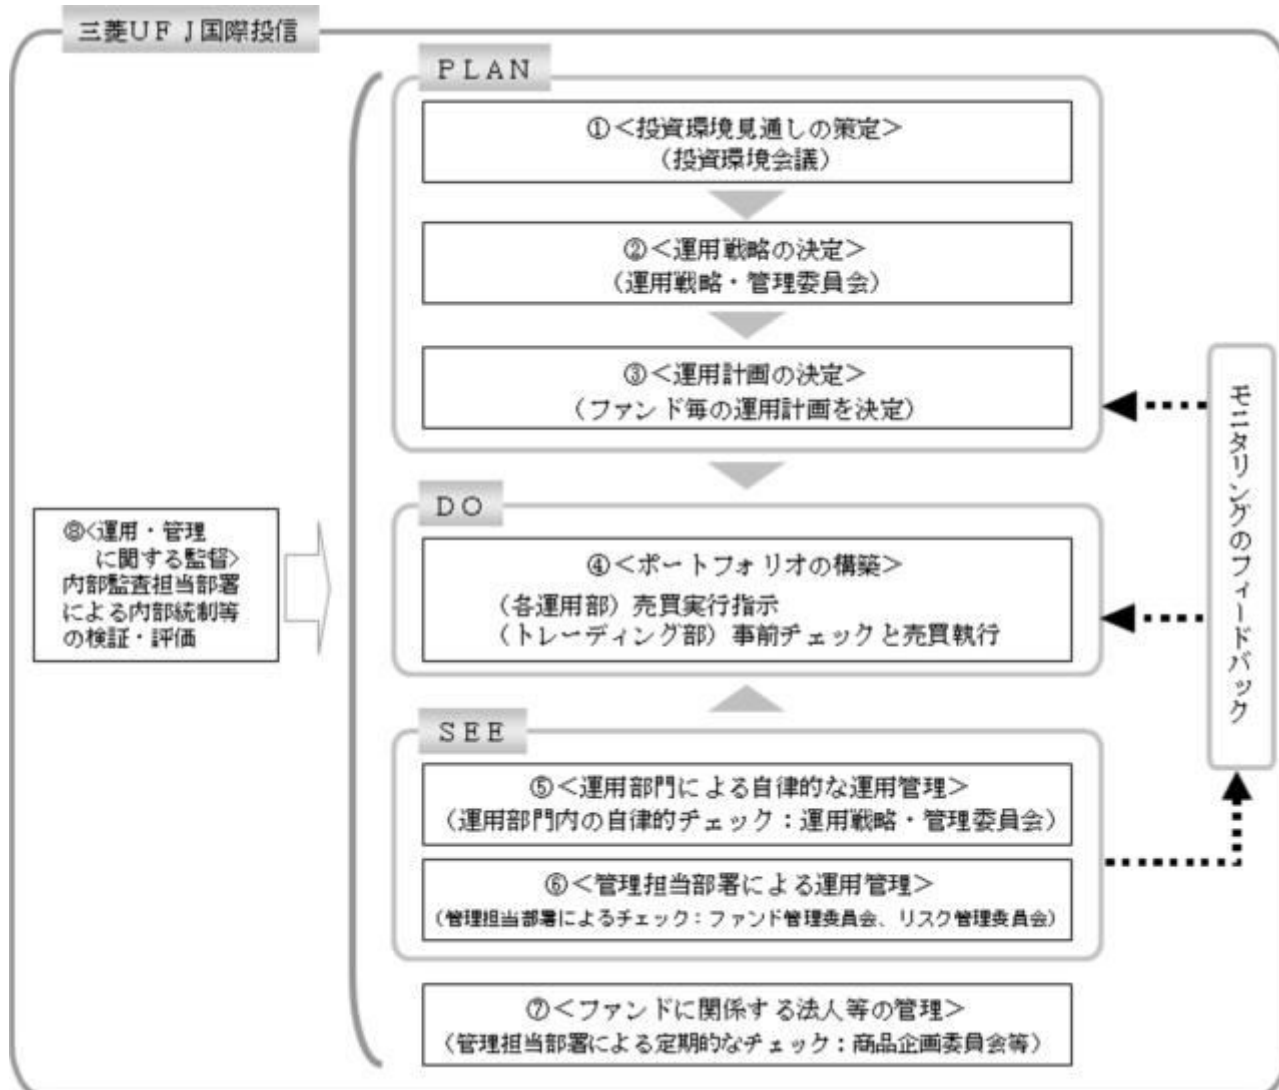 三菱UFJ国際投信
PLAN
①<投資環境見通しの策定>
(投資環境会議)
②<運用戦略の決定>
(運用戦略・管理委員会)
③<運用計画の決定>
(ファンド毎の運用計画を決定)
DO
④<ポートフォリオの構築>
(各運用部)売買実行指示
(トレーディング部)事前チェックと売買執行
SEE
⑤<運用部門による自律的な運用管理>
(運用部門内の自律的チェック:運用戦略・管理委員会)
⑥<管理担当部署による運用管理>
(管理担当部署によるチェック:ファンド管理委員会、リスク管理委員会)
⑦<ファンドに関係する法人等の管理>
(管理担当部署による定期的なチェック:商品企画委員会等)
⑧<運用・管理
に関する監督>
内部監査担当部署
による内部統制等
の検証・評価
モニタリングのフィードバック